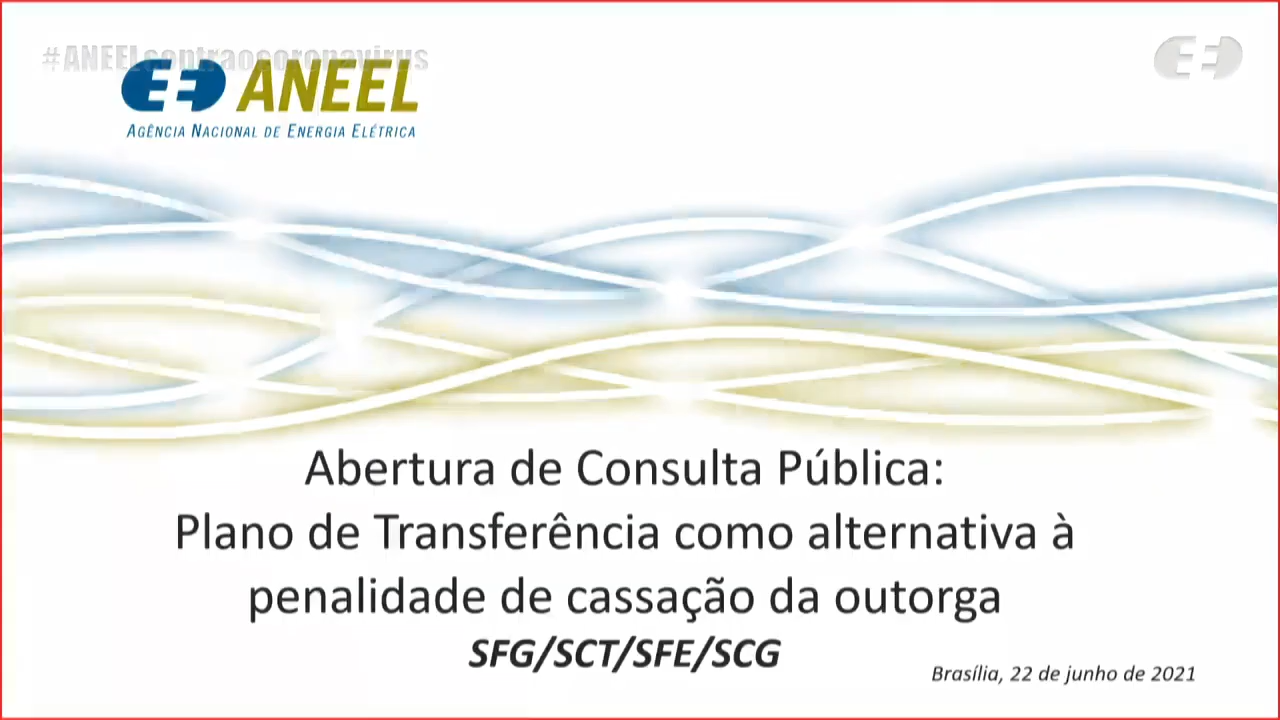 #ANEELcontraocoronavirus
ANEEL
AGÊNCIA NACIONAL DE ENERGIA ELÉTRICA
Abertura de Consulta Pública:
Plano de Transferência como alternativa à
penalidade de cassação da outorga
SFG/SCT/SFE/SCG
Brasília, 22 de junho de 2021